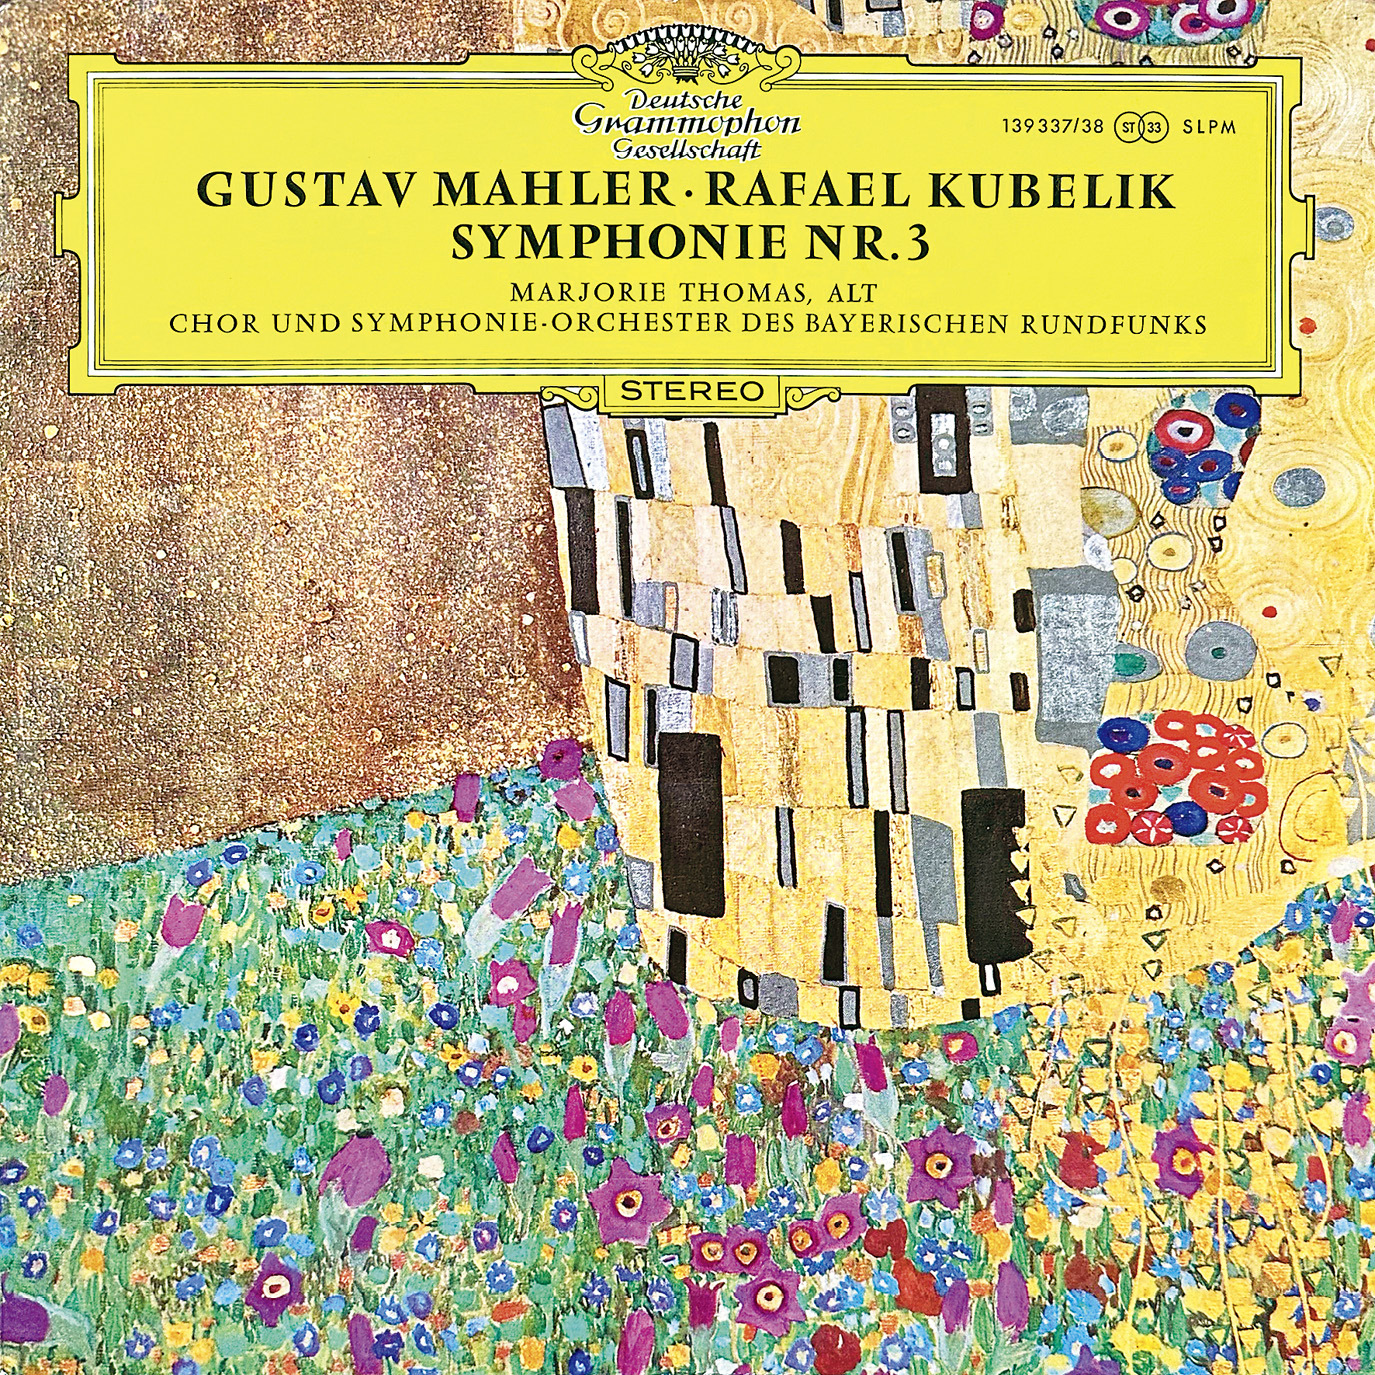 Deutsche
Grammophon
Gesellschaft
139 337/38 ST 33 SLPM
GUSTAV MAHLER · RAFAEL KUBELIK
SYMPHONIE NR. 3
MARJORIE THOMAS, ALT
CHOR UND SYMPHONIE-ORCHESTER DES BAYERISCHEN RUNDFUNKS
STEREO